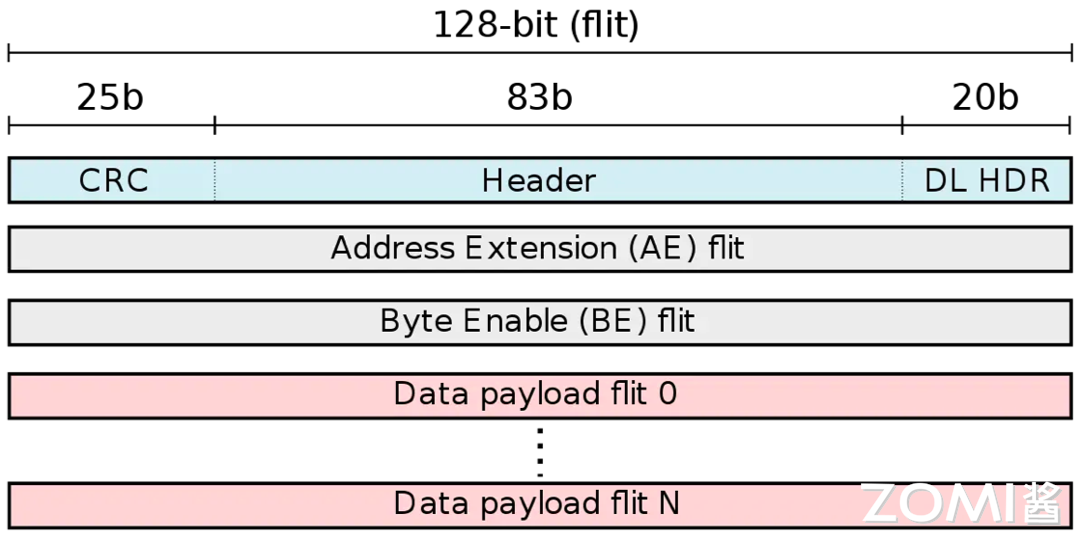 128-bit (flit)
25b 83b 20b
CRC Header DL HDR
Address Extension (AE) flit
Byte Enable (BE) flit
Data payload flit 0
Data payload flit N
ZOMI酱